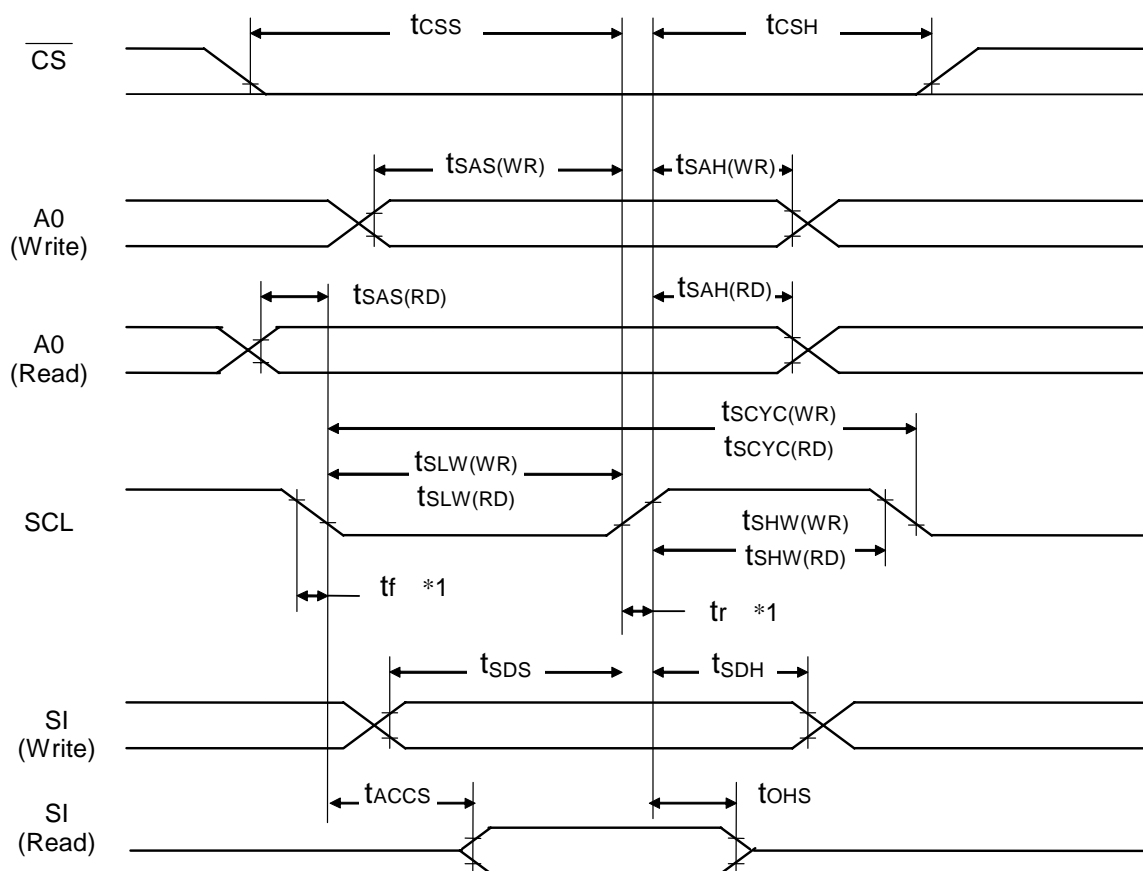 tCSS
tCSH
CS
tSAS(WR)
tSAH(WR)
A0
(Write)
tSAS(RD)
tSAH(RD)
A0
(Read)
tSCYC(WR)
tSCYC(RD)
tSLW(WR)
tSLW(RD)
SCL
tSHW(WR)
tSHW(RD)
tf *1
tr *1
tSDS
tSDH
SI
(Write)
tACCS
tOHS
SI
(Read)